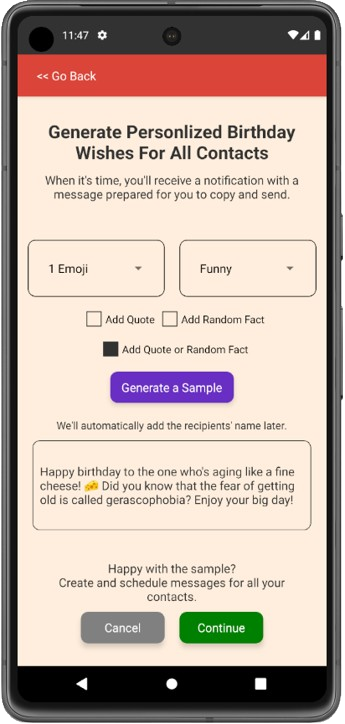 11:47
<< Go Back
Generate Personlized Birthday
Wishes For All Contacts
When it's time, you'll receive a notification with a
message prepared for you to copy and send.
1 Emoji
Funny
Add Quote
Add Random Fact
Add Quote or Random Fact
Generate a Sample
We'll automatically add the recipients' name later.
Happy birthday to the one who's aging like a fine
cheese! 🧀 Did you know that the fear of getting
old is called gerascophobia? Enjoy your big day!
Happy with the sample?
Create and schedule messages for all your
contacts.
Cancel
Continue